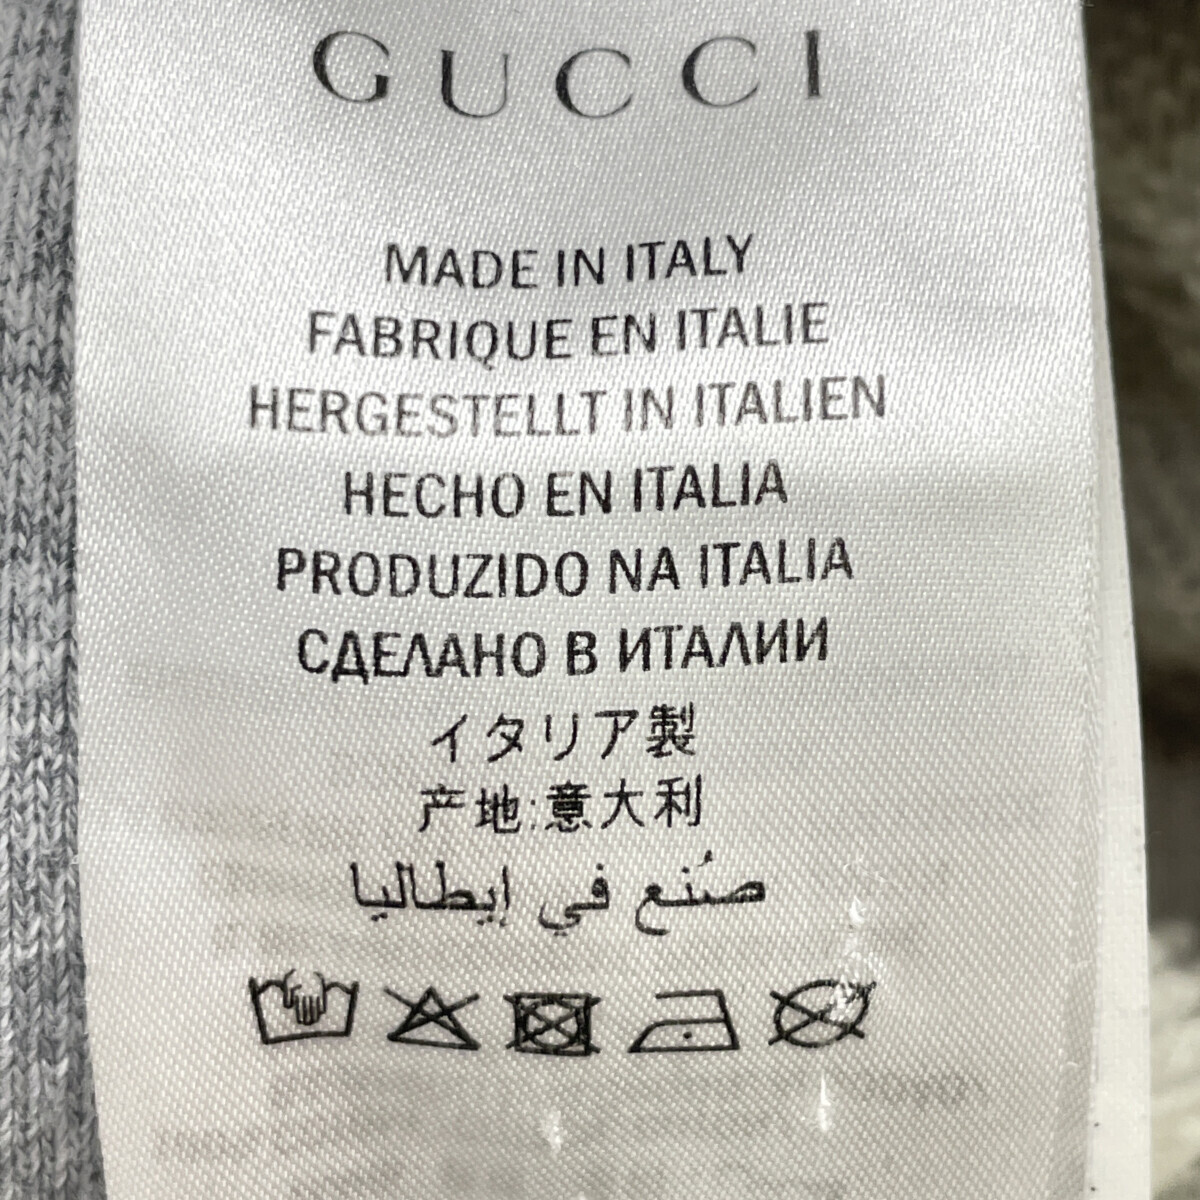 GUCCI
MADE IN ITALY
FABRIQUE EN ITALIE
HERGESTELLT IN ITALIEN
HECHO EN ITALIA
PRODUZIDO NA ITALIA
СДЕЛАНО В ИТАЛИИ
イタリア製
产地:意大利
صُنع في إيطاليا